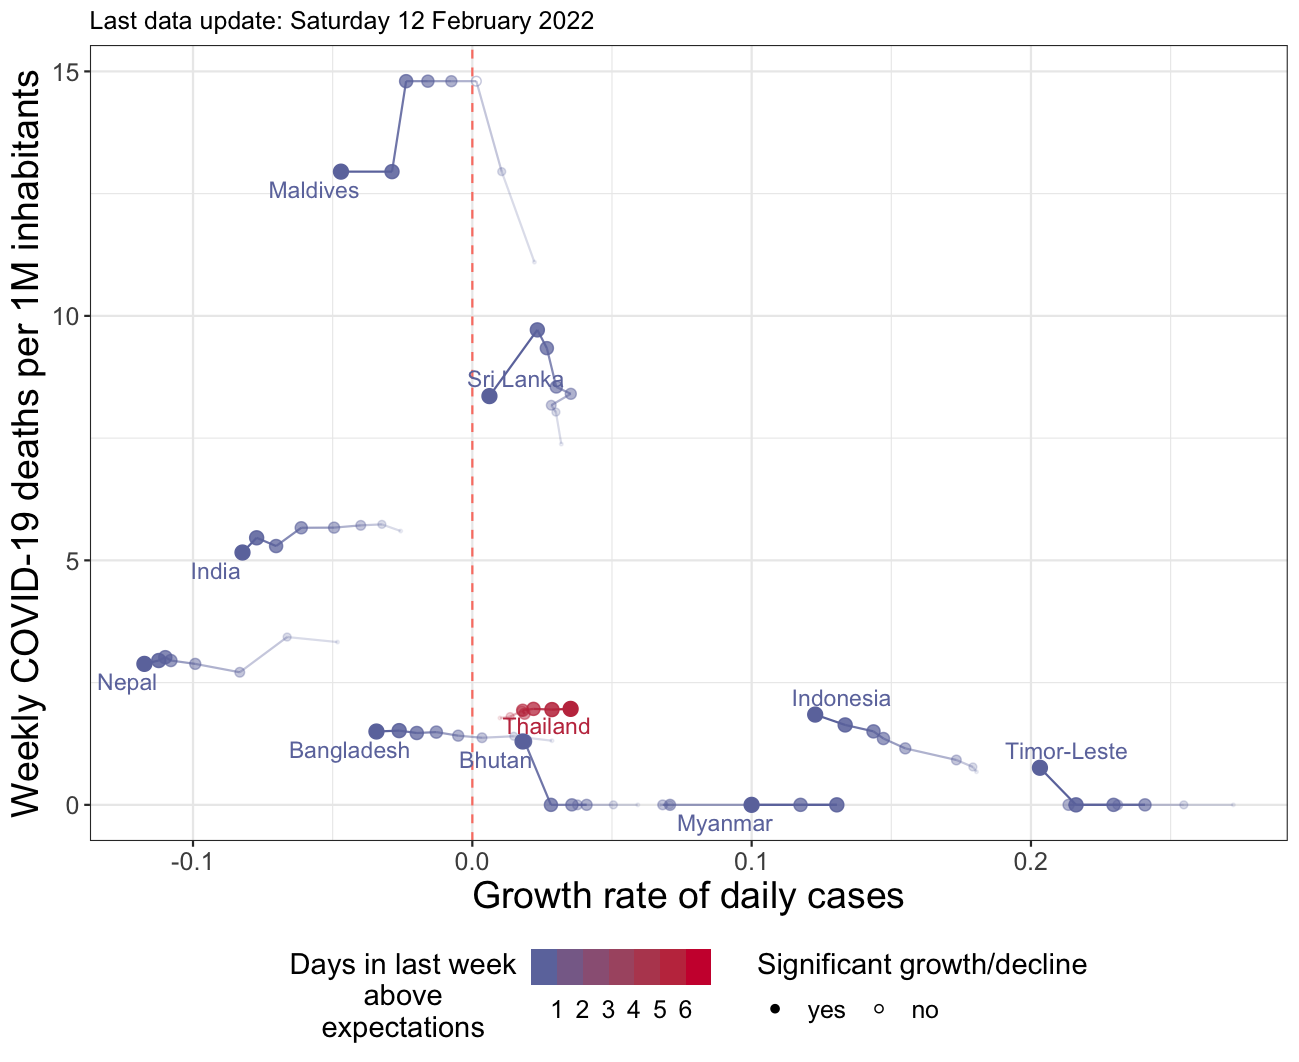 Last data update: Saturday 12 February 2022
Weekly COVID-19 deaths per 1M inhabitants
15
10
5
0
Maldives
Sri Lanka
India
Nepal
Thailand
Bangladesh
Bhutan
Indonesia
Timor-Leste
Myanmar
-0.1
0.0
0.1
0.2
Growth rate of daily cases
Days in last week
above
expectations
1 2 3 4 5 6
Significant growth/decline
yes
no